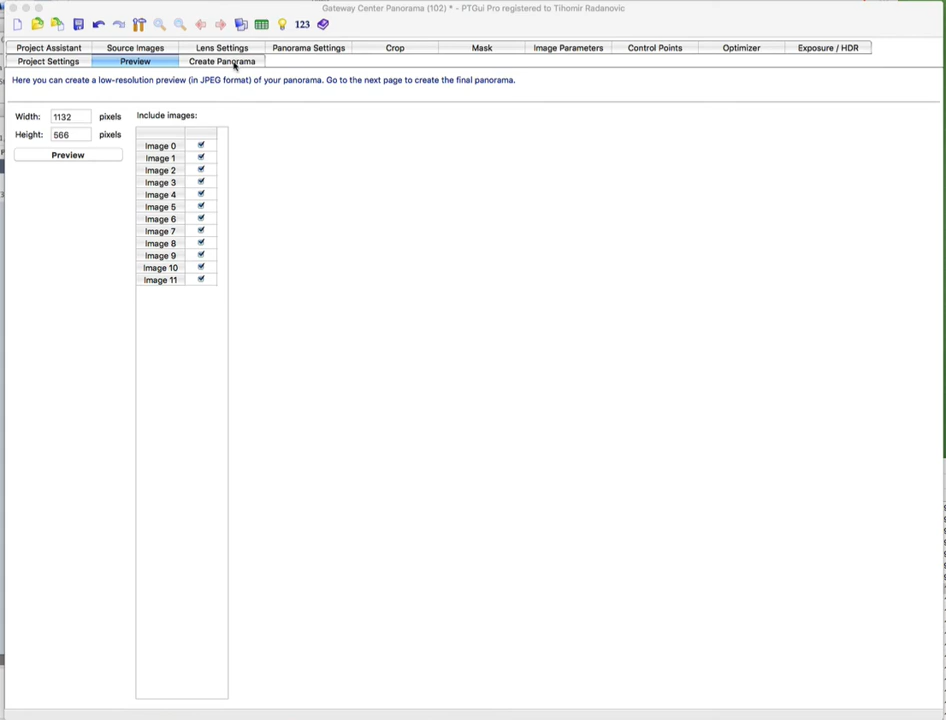 Gateway Center Panorama (102) * - PTGui Pro registered to Tihomir Radanovic
123
Project Assistant Source Images Lens Settings Panorama Settings Crop Mask Image Parameters Control Points Optimizer Exposure / HDR
Project Settings Preview Create Panorama
Here you can create a low-resolution preview (in JPEG format) of your panorama. Go to the next page to create the final panorama.
Width: 1132 pixels Include images:
Height: 566 pixels
Preview
Image 0
Image 1
Image 2
Image 3
Image 4
Image 5
Image 6
Image 7
Image 8
Image 9
Image 10
Image 11